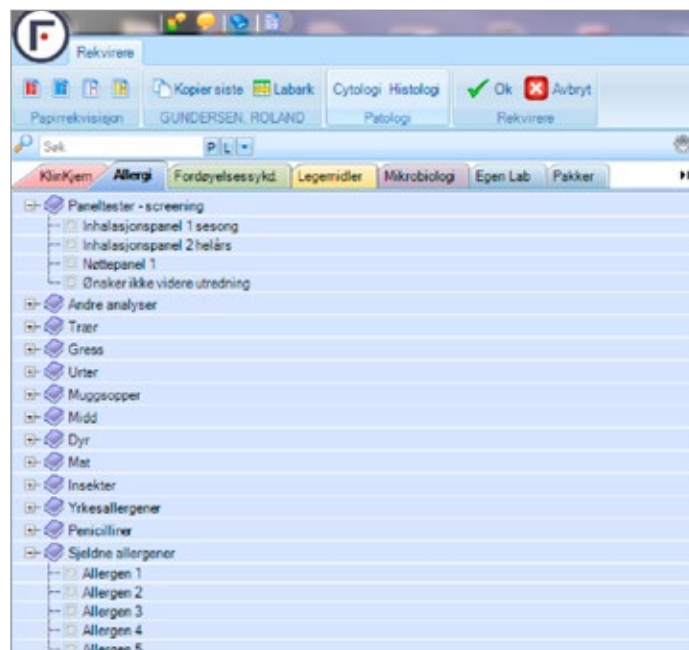 Rekvirere
Kopier siste Labark Cytologi Histologi Ok Avbryt
Papirrekvisisjon GUNDERSEN, ROLAND Patologi Rekvirere
Søk P L
KlinKjem Allergi Fordøyelsessykd. Legemidler Mikrobiologi Egen Lab Pakker
Paneltester - screening
Inhalasjonspanel 1 sesong
Inhalasjonspanel 2 helårs
Nøttepanel 1
Ønsker ikke videre utredning
Andre analyser
Trær
Gress
Urter
Muggsopper
Midd
Dyr
Mat
Insekter
Yrkesallergener
Penicilliner
Sjeldne allergener
Allergen 1
Allergen 2
Allergen 3
Allergen 4
Allergen 5